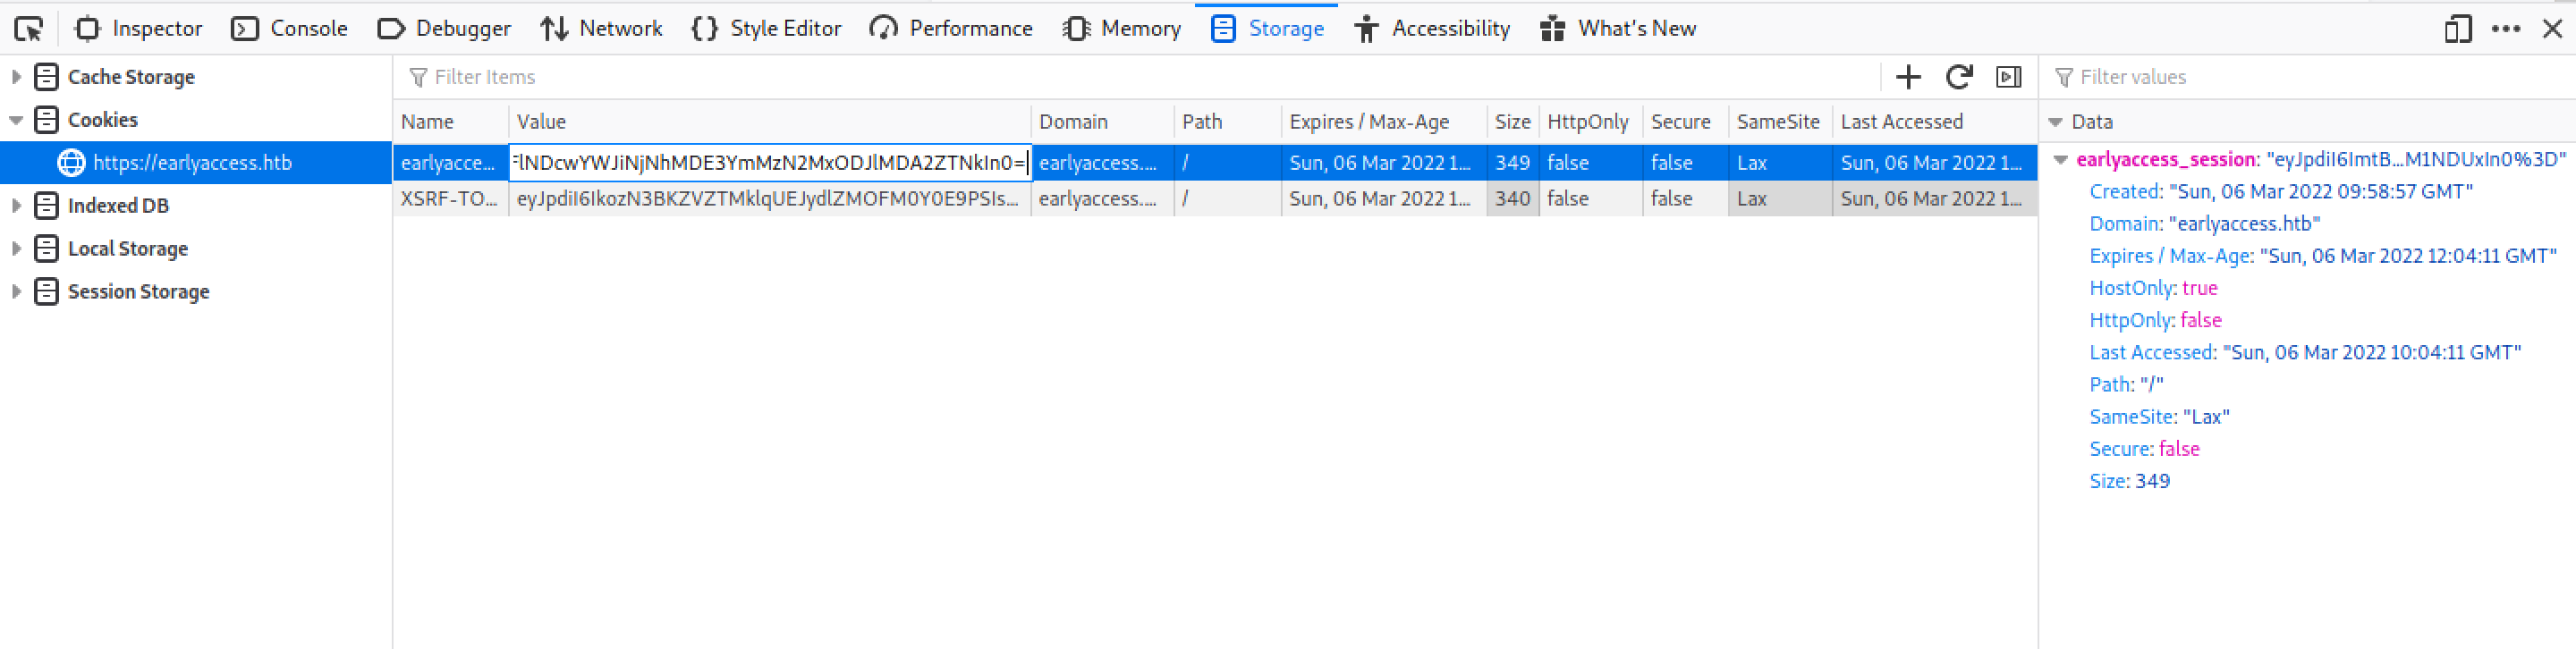 Inspector Console Debugger Network Style Editor Performance Memory Storage Accessibility What's New
Cache Storage
Cookies
https://earlyaccess.htb
Indexed DB
Local Storage
Session Storage
Filter Items
Name Value Domain Path Expires / Max-Age Size HttpOnly Secure SameSite Last Accessed
earlyacce... FlNDcwYWJiNjNhMDE3YmMzN2MxODJlMDA2ZTNkIn0= earlyaccess.... / Sun, 06 Mar 2022 1... 349 false false Lax Sun, 06 Mar 2022 1...
XSRF-TO... eyJpdiI6IkozN3BKZVZTMklqUEJydlZMOFM0Y0E9PSIs... earlyaccess.... / Sun, 06 Mar 2022 1... 340 false false Lax Sun, 06 Mar 2022 1...
Filter values
Data
earlyaccess_session: "eyJpdiI6ImtB...M1NDUxIn0%3D"
Created: "Sun, 06 Mar 2022 09:58:57 GMT"
Domain: "earlyaccess.htb"
Expires / Max-Age: "Sun, 06 Mar 2022 12:04:11 GMT"
HostOnly: true
HttpOnly: false
Last Accessed: "Sun, 06 Mar 2022 10:04:11 GMT"
Path: "/"
SameSite: "Lax"
Secure: false
Size: 349